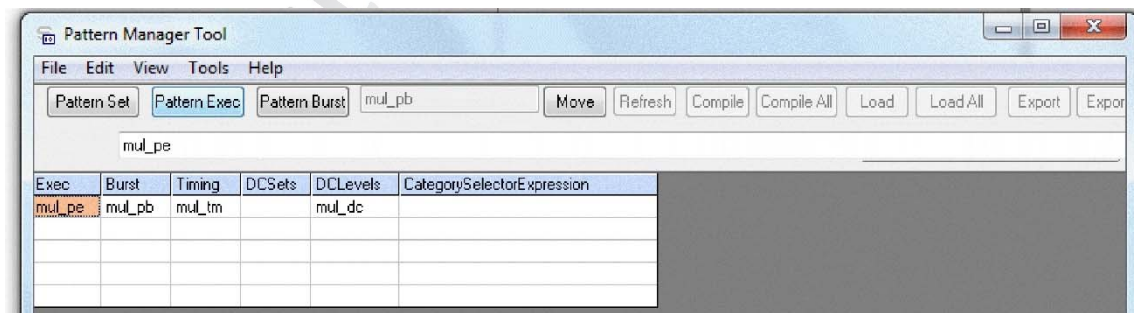 Pattern Manager Tool
File Edit View Tools Help
Pattern Set Pattern Exec Pattern Burst mul_pb Move Refresh Compile Compile All Load Load All Export Expor
mul_pe
Exec Burst Timing DCSets DCLevels CategorySelectorExpression
mul_pe mul_pb mul_tm mul_dc